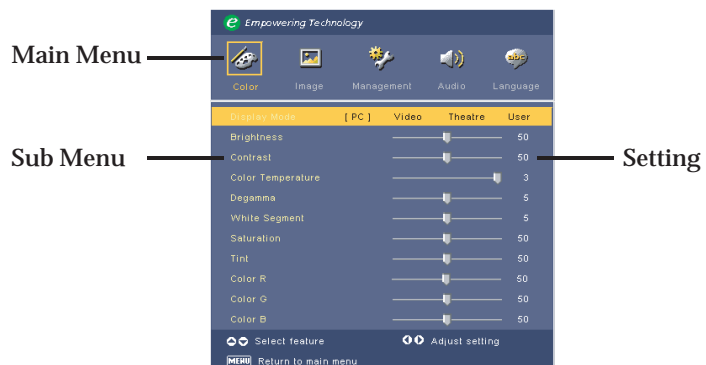 e Empowering Technology
Main Menu
Color Image Management Audio Language
Display Mode [ PC ] Video Theatre User
Brightness 50
Sub Menu
Contrast 50
Setting
Color Temperature 3
Degamma 5
White Segment 5
Saturation 50
Tint 50
Color R 50
Color G 50
Color B 50
Select feature Adjust setting
MENU Return to main menu